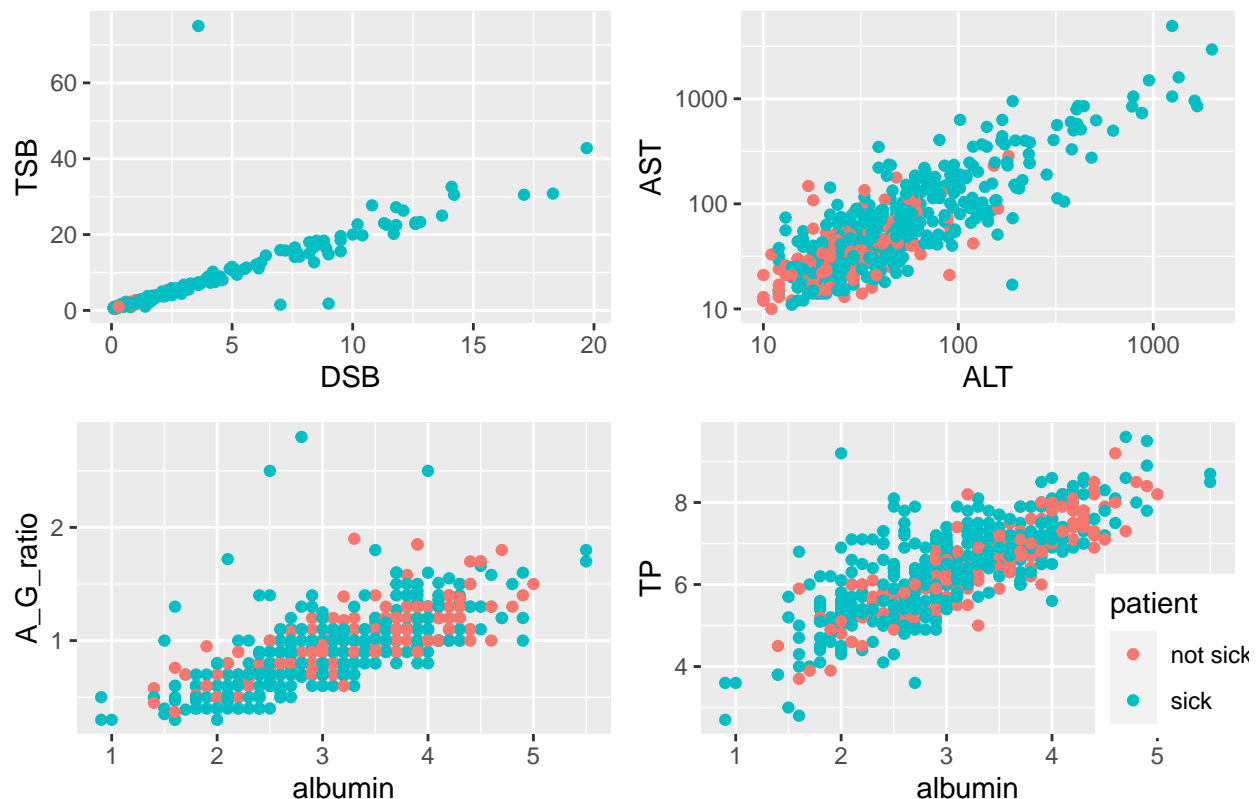 60
40
20
0
TSB
0 5 10 15 20
DSB
1000
100
10
AST
10 100 1000
ALT
2
1
A_G_ratio
1 2 3 4 5
albumin
8
6
4
TP
1 2 3 4 5
albumin
patient
not sick
sick